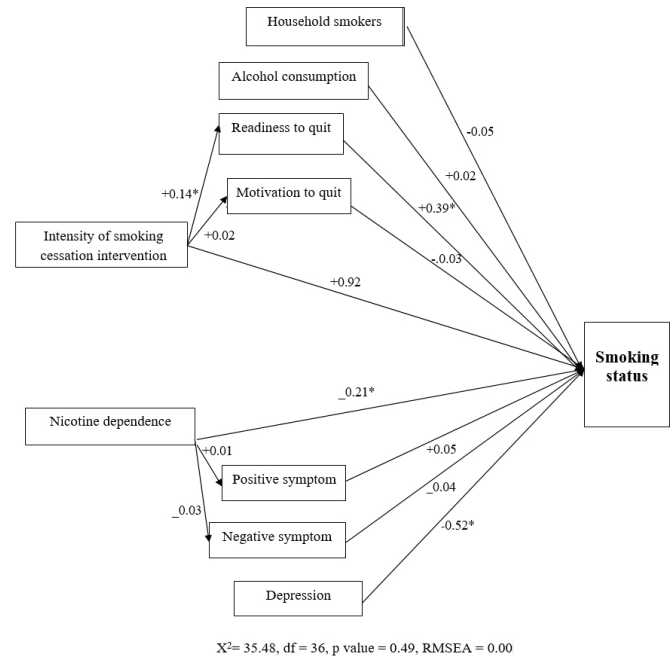 Household smokers
Alcohol consumption
Readiness to quit
-0.05
+0.02
+0.14*
Motivation to quit
+0.39*
Intensity of smoking
cessation intervention
+0.02
-.0.03
+0.92
Smoking
status
_0.21*
Nicotine dependence
+0.01
+0.05
Positive symptom
_0.04
_0.03
-0.52*
Negative symptom
Depression
X²= 35.48, df = 36, p value = 0.49, RMSEA = 0.00